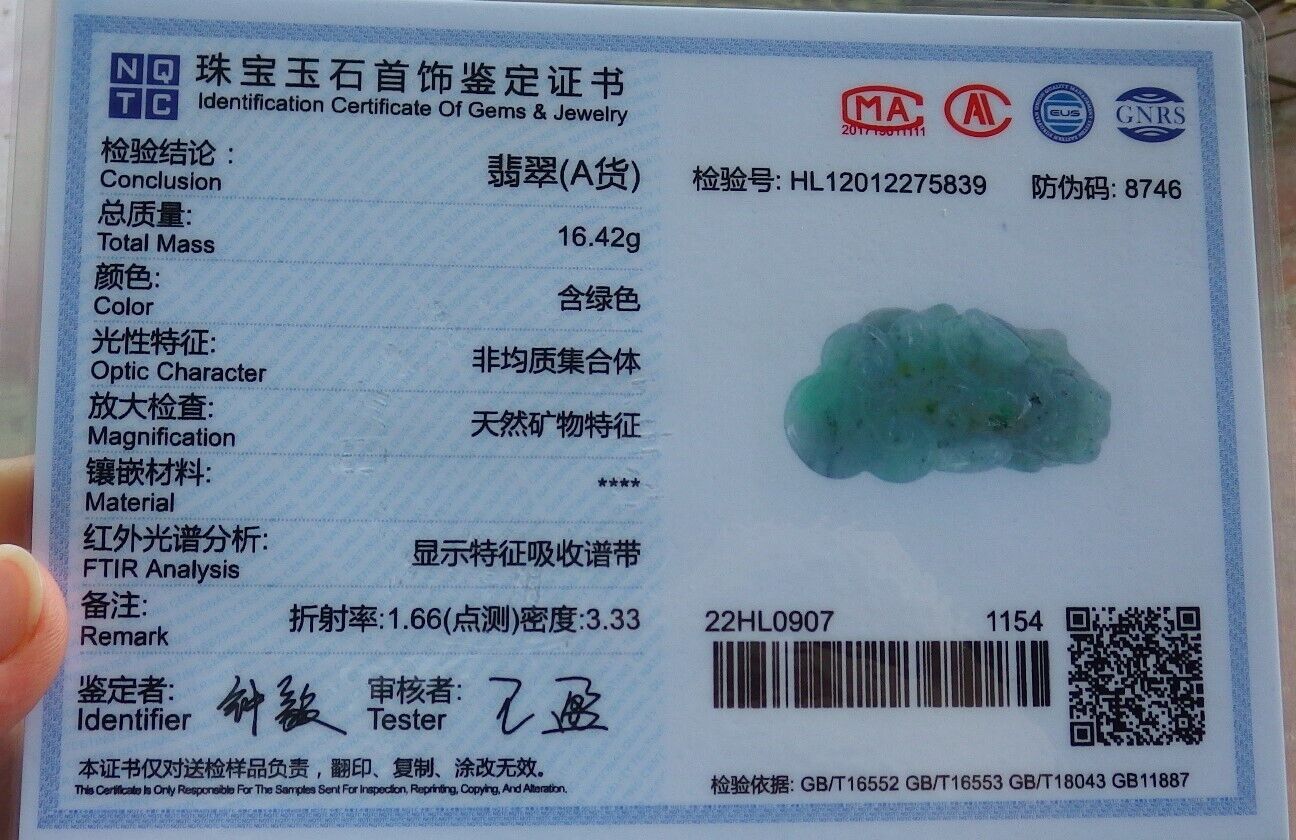 NQ
TC
珠宝玉石首饰鉴定证书
Identification Certificate Of Gems & Jewelry
检验结论:
Conclusion
翡翠(A货)
总质量:
Total Mass
16.42g
颜色:
Color
含绿色
光性特征:
Optic Character
非均质集合体
放大检查:
Magnification
天然矿物特征
镶嵌材料:
Material
****
红外光谱分析:
FTIR Analysis
显示特征吸收谱带
备注:
Remark
折射率:1.66(点测)密度:3.33
鉴定者:
Identifier
审核者:
Tester
本证书仅对送检样品负责，翻印、复制、涂改无效。
This Certificate Is Only Responsible For The Samples Sent For Inspection, Reprinting, Copying, And Alteration.
MA
EUS
GNRS
检验号: HL12012275839
防伪码: 8746
22HL0907
1154
检验依据: GB/T16552 GB/T16553 GB/T18043 GB11887